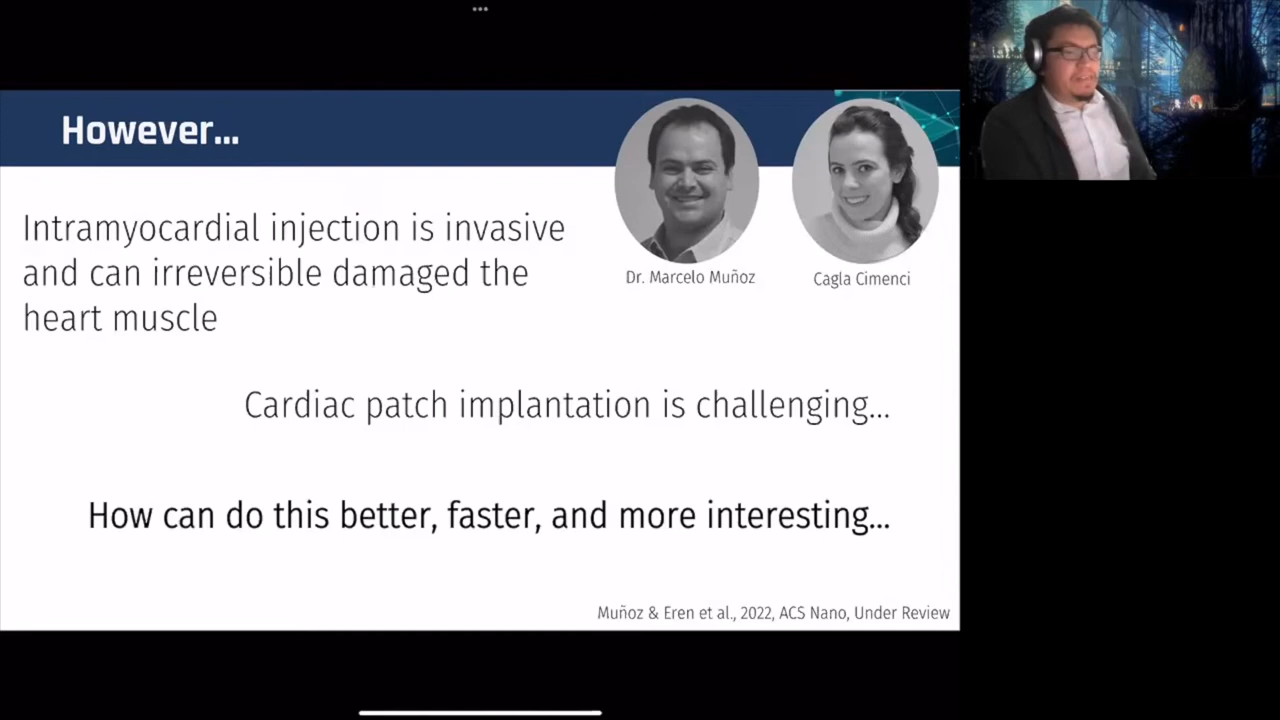 However...
Dr. Marcelo Muñoz
Cagla Cimenci
Intramyocardial injection is invasive
and can irreversible damaged the
heart muscle
Cardiac patch implantation is challenging...
How can do this better, faster, and more interesting...
Muñoz & Eren et al., 2022, ACS Nano, Under Review